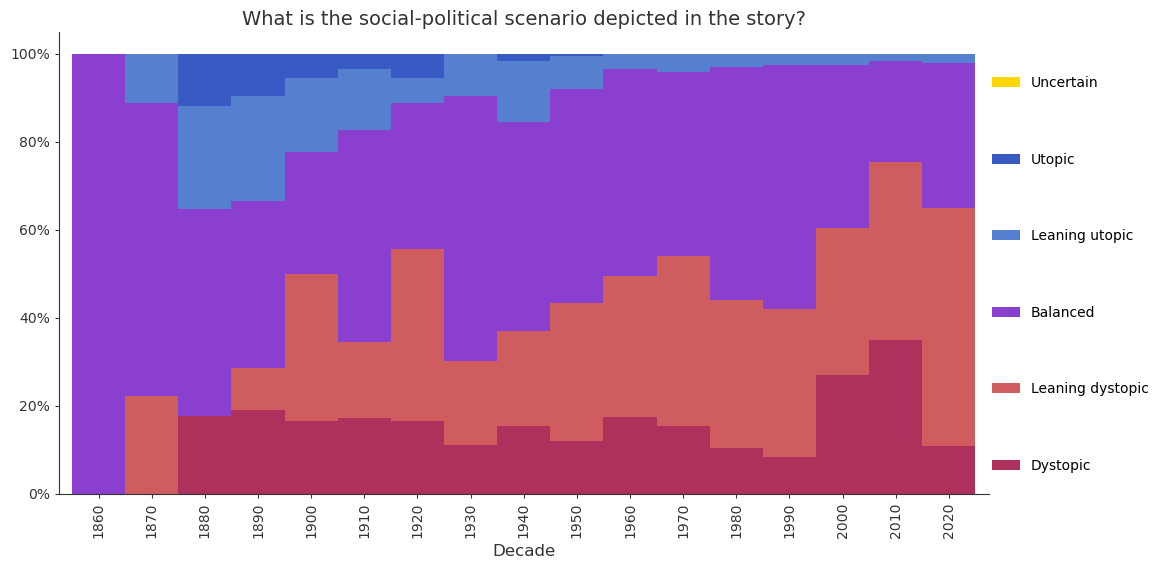 What is the social-political scenario depicted in the story?
100%
80%
60%
40%
20%
0%
1860
1870
1880
1890
1900
1910
1920
1930
1940
1950
1960
1970
1980
1990
2000
2010
2020
Decade
Uncertain
Utopic
Leaning utopic
Balanced
Leaning dystopic
Dystopic